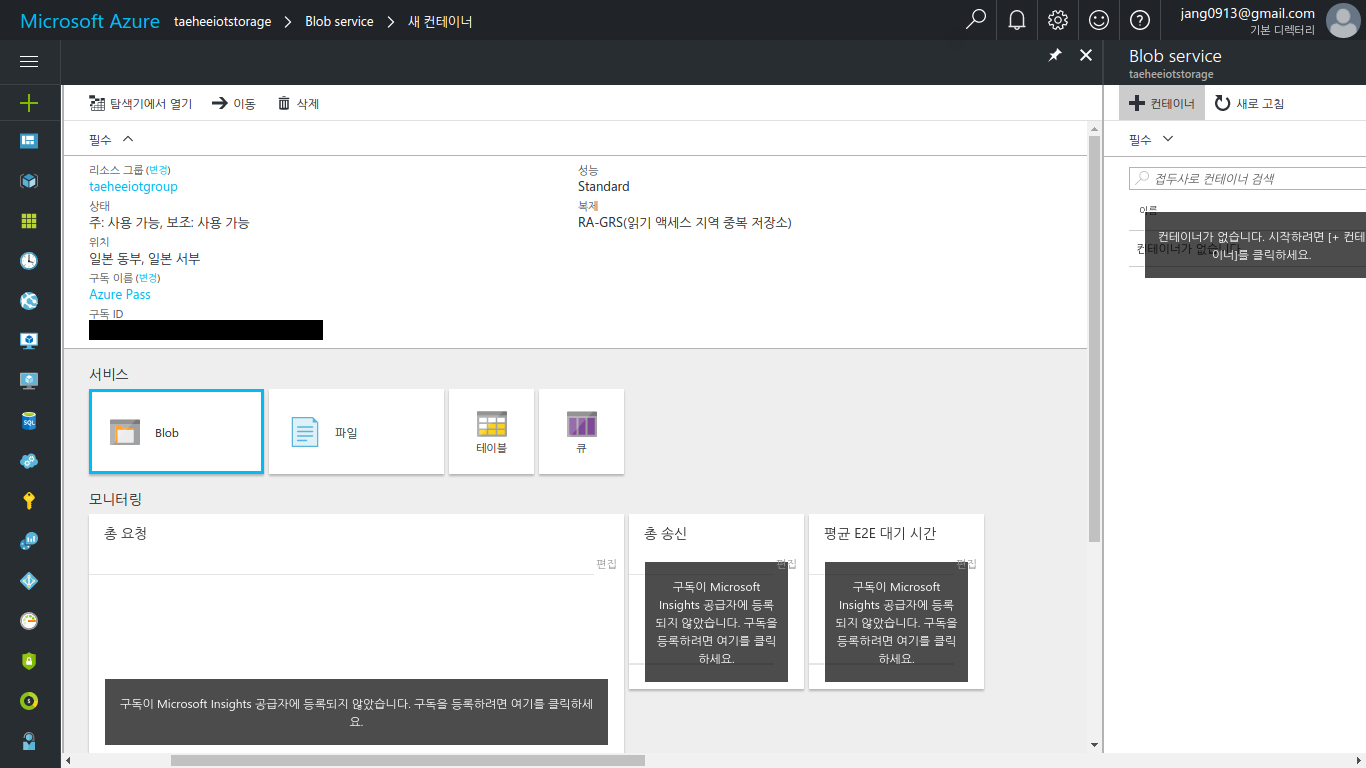 Microsoft Azure taeheeiotstorage > Blob service > 새 컨테이너
jang0913@gmail.com
기본 디렉터리
탐색기에서 열기 이동 삭제
필수
리소스 그룹 (변경)
taeheeiotgroup
상태
주: 사용 가능, 보조: 사용 가능
위치
일본 동부, 일본 서부
구독 이름 (변경)
Azure Pass
구독 ID
성능
Standard
복제
RA-GRS(읽기 액세스 지역 중복 저장소)
서비스
Blob
파일
테이블
큐
모니터링
총 요청
편집
구독이 Microsoft Insights 공급자에 등록되지 않았습니다. 구독을 등록하려면 여기를 클릭하세
요.
총 송신
편집
구독이 Microsoft
Insights 공급자에 등록
되지 않았습니다. 구독을
등록하려면 여기를 클릭
하세요.
평균 E2E 대기 시간
편집
구독이 Microsoft
Insights 공급자에 등록
되지 않았습니다. 구독을
등록하려면 여기를 클릭
하세요.
Blob service
taeheeiotstorage
컨테이너 새로 고침
필수
접두사로 컨테이너 검색
이름
컨테이너가 없습니다. 시작하려면 [+ 컨테
이너]를 클릭하세요.
컨테이너가 없습니다.
SQL